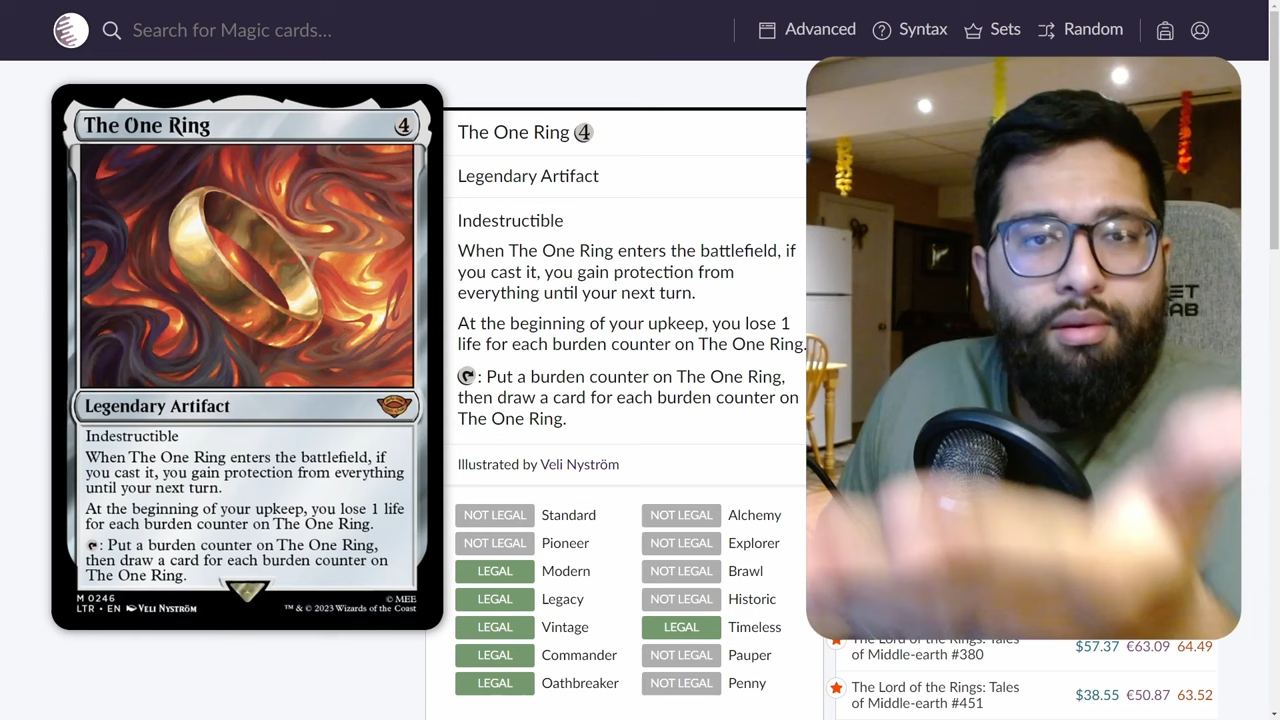 Search for Magic cards...
Advanced
Syntax
Sets
Random
The One Ring 4
Legendary Artifact
Indestructible
When The One Ring enters the battlefield, if
you cast it, you gain protection from everything
until your next turn.
At the beginning of your upkeep, you lose 1 life
for each burden counter on The One Ring.
: Put a burden counter on The One Ring,
then draw a card for each burden counter on
The One Ring.
M 0246
LTR • EN VELI NYSTRÖM
© MEE
™ & © 2023 Wizards of the Coast
The One Ring 4
Legendary Artifact
Indestructible
When The One Ring enters the battlefield, if
you cast it, you gain protection from
everything until your next turn.
At the beginning of your upkeep, you lose 1
life for each burden counter on The One Ring.
: Put a burden counter on The One Ring,
then draw a card for each burden counter on
The One Ring.
Illustrated by Veli Nyström
NOT LEGAL Standard NOT LEGAL Alchemy
NOT LEGAL Pioneer NOT LEGAL Explorer
LEGAL Modern NOT LEGAL Brawl
LEGAL Legacy NOT LEGAL Historic
LEGAL Vintage LEGAL Timeless
LEGAL Commander NOT LEGAL Pauper
LEGAL Oathbreaker NOT LEGAL Penny
The Lord of the Rings: Tales
of Middle-earth #380 $57.37 €63.09 64.49
The Lord of the Rings: Tales
of Middle-earth #451 $38.55 €50.87 63.52